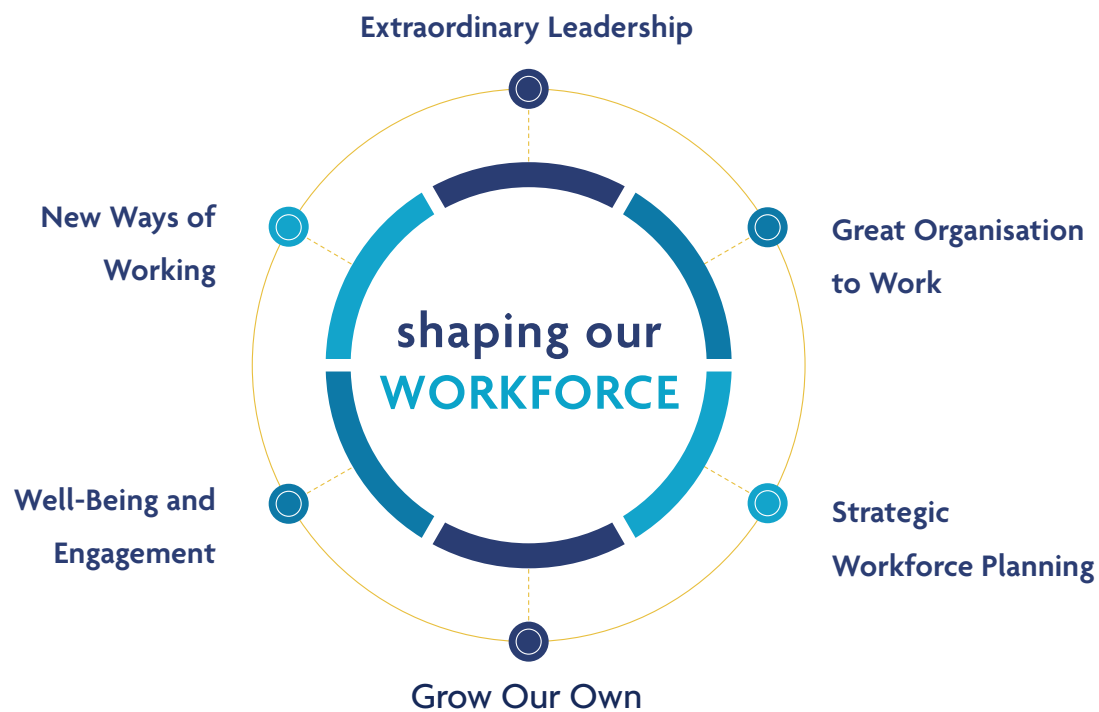 Extraordinary Leadership
New Ways of
Working
Great Organisation
to Work
shaping our
WORKFORCE
Well-Being and
Engagement
Strategic
Workforce Planning
Grow Our Own